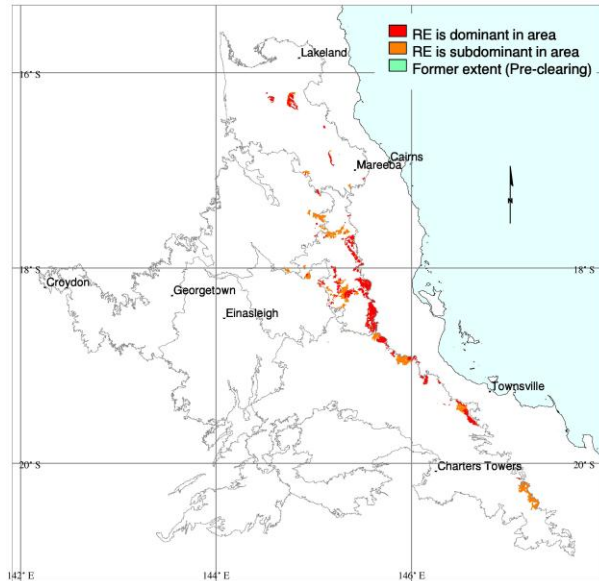 RE is dominant in area
RE is subdominant in area
Former extent (Pre-clearing)
Lakeland
16°S
Cairns
Mareeba
N
18°S
18°S
Croydon
Georgetown
Einasleigh
Townsville
20°S
Charters Towers
20°S
142°E
144°E
146°E